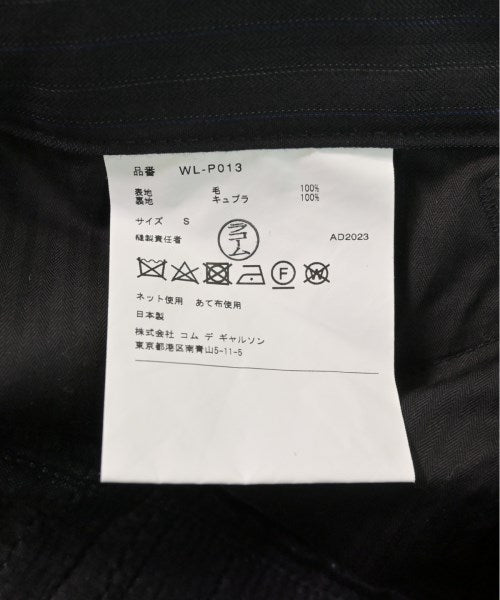 品番 WL-P013
表地 毛 100%
裏地 キュプラ 100%
サイズ S
縫製責任者 AD2023
F W
ネット使用 あて布使用
日本製
株式会社 コム デ ギャルソン
東京都港区南青山5-11-5